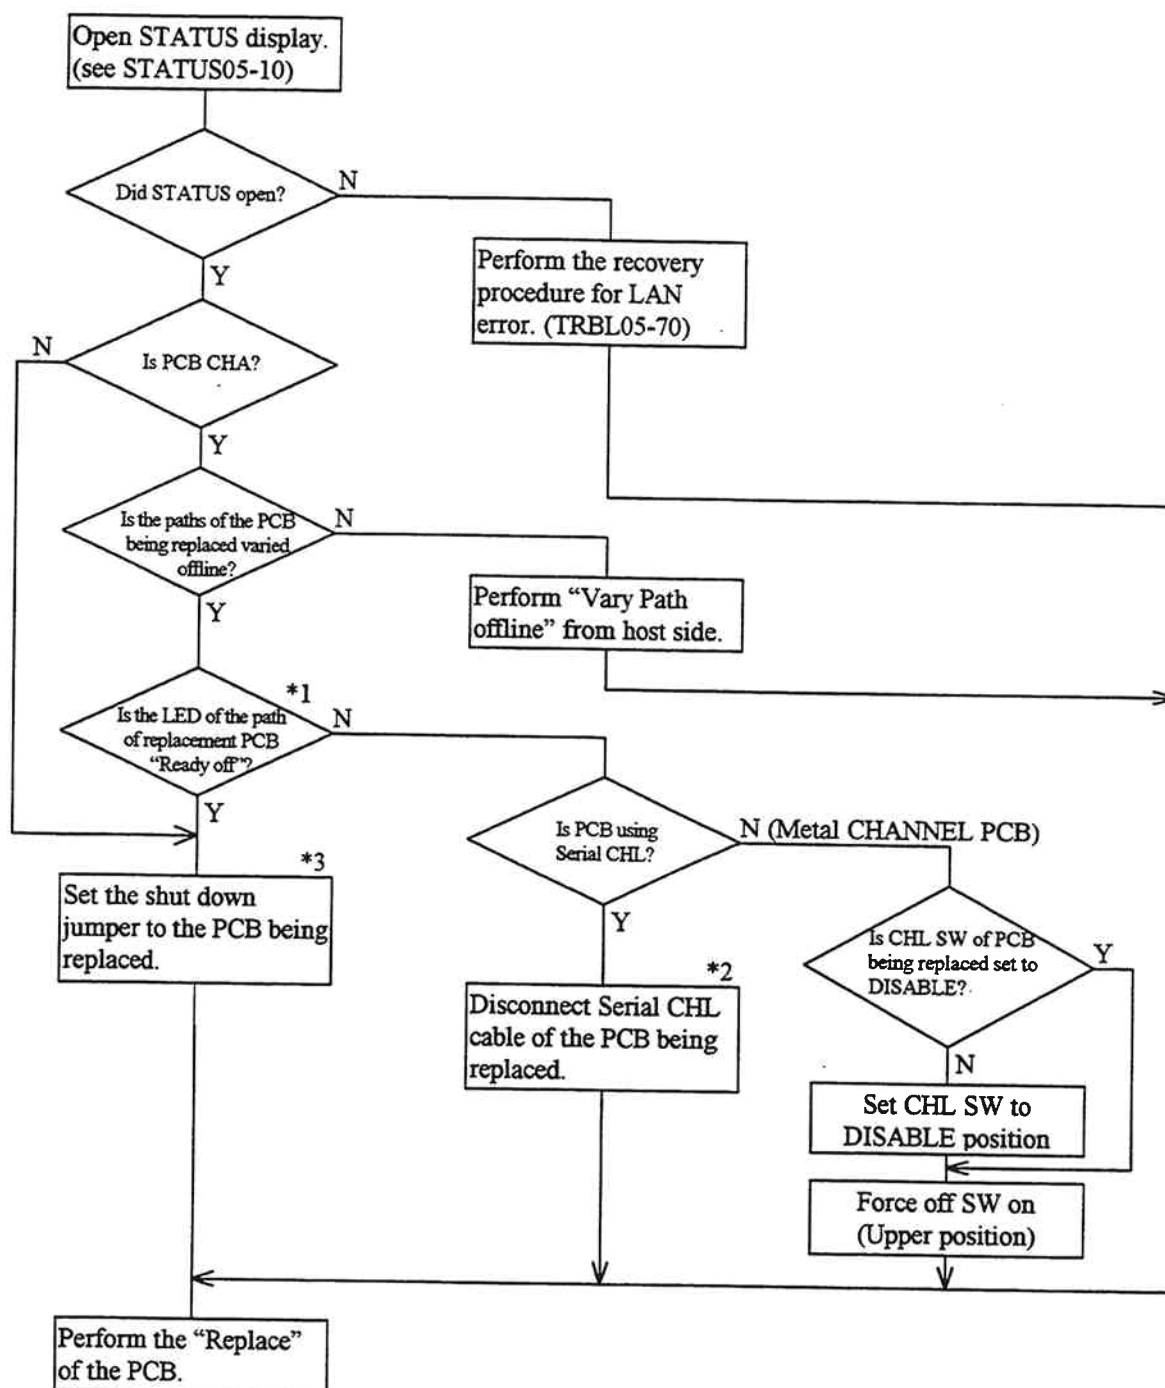 Open STATUS display.
(see STATUS05-10)
Did STATUS open?
N
Y
Perform the recovery
procedure for LAN
error. (TRBL05-70)
N
Is PCB CHA?
Y
Is the paths of the PCB
being replaced varied
offline?
N
Y
Perform “Vary Path
offline” from host side.
*1
Is the LED of the path
of replacement PCB
“Ready off”?
N
Y
Is PCB using
Serial CHL?
N (Metal CHANNEL PCB)
Y
*3
Set the shut down
jumper to the PCB being
replaced.
Is CHL SW of PCB
being replaced set to
DISABLE?
Y
N
*2
Disconnect Serial CHL
cable of the PCB being
replaced.
Set CHL SW to
DISABLE position
Force off SW on
(Upper position)
Perform the “Replace”
of the PCB.